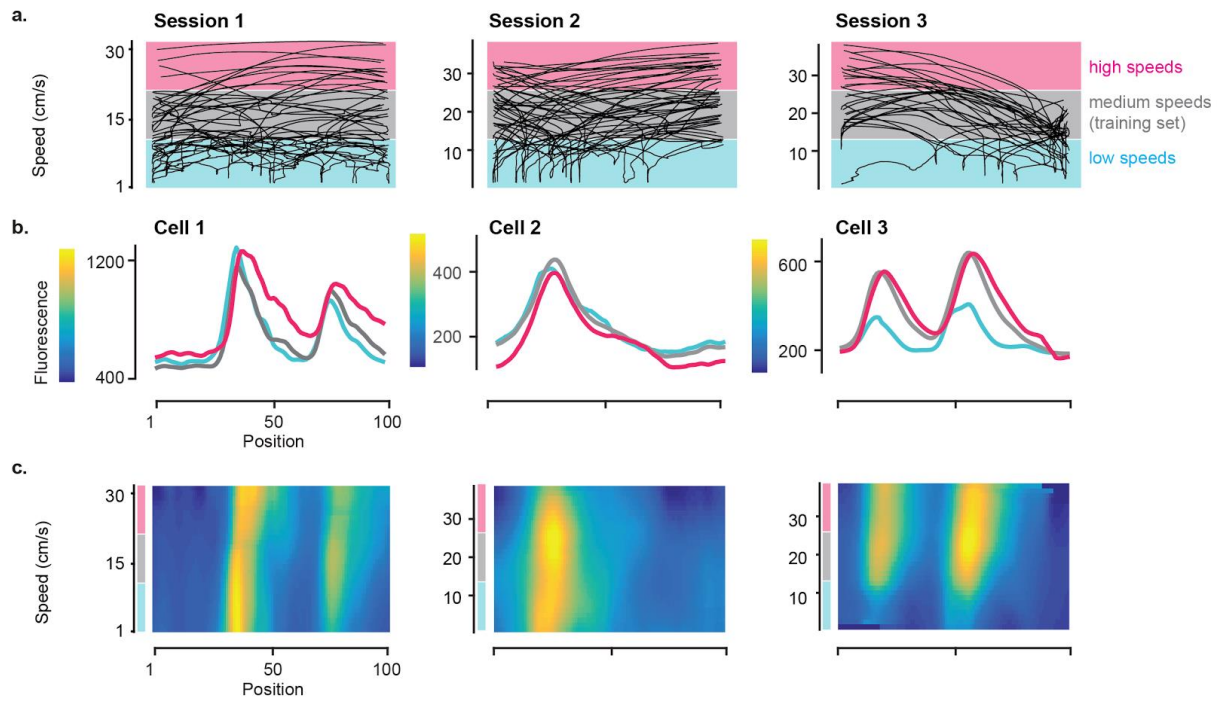 a.
Session 1
Session 2
Session 3
Speed (cm/s)
30
15
1
30
20
10
30
20
10
high speeds
medium speeds
(training set)
low speeds
b.
Cell 1
Cell 2
Cell 3
Fluorescence
1200
400
400
200
600
200
1
50
100
Position
c.
Speed (cm/s)
30
15
1
30
20
10
30
20
10
1
50
100
Position